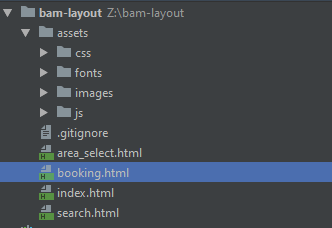 bam-layout Z:\bam-layout
assets
css
fonts
images
js
.gitignore
area_select.html
booking.html
index.html
search.html